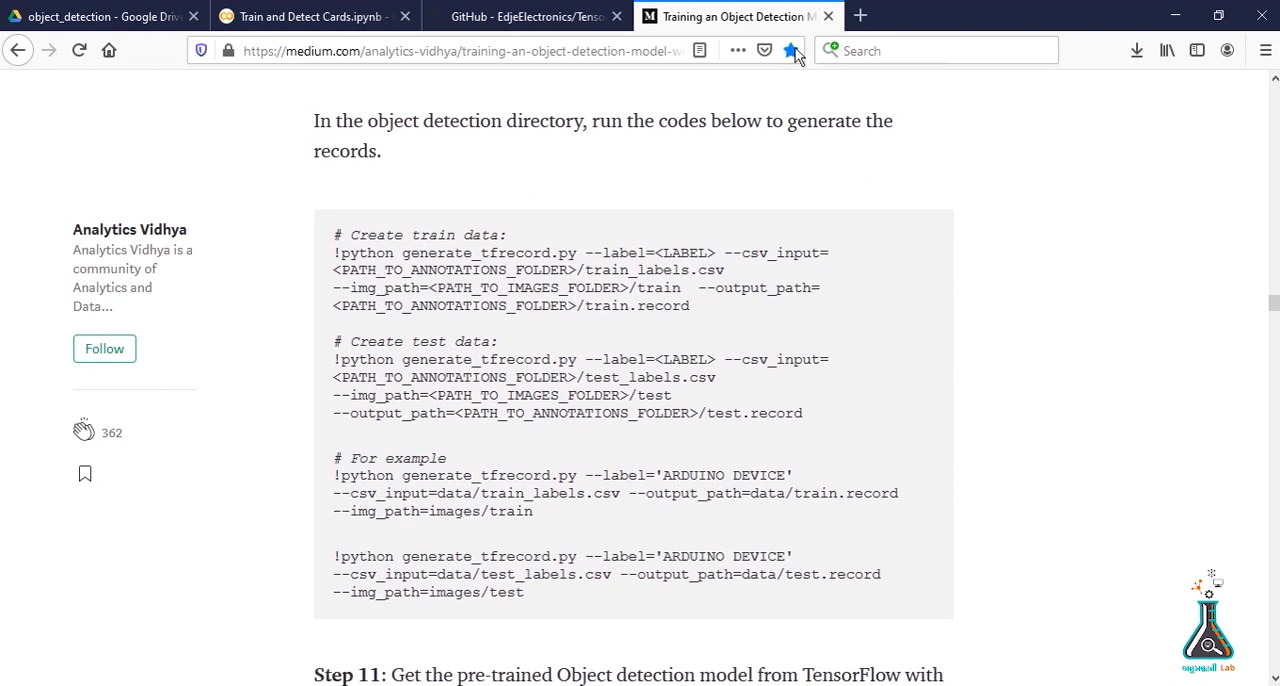 object_detection - Google Driv
Train and Detect Cards.ipynb -
GitHub - EdjeElectronics/Tenso
M Training an Object Detection M
https://medium.com/analytics-vidhya/training-an-object-detection-model-w
Search
In the object detection directory, run the codes below to generate the
records.
Analytics Vidhya
Analytics Vidhya is a
community of
Analytics and
Data...
Follow
362
# Create train data:
!python generate_tfrecord.py --label=<LABEL> --csv_input=
<PATH_TO_ANNOTATIONS_FOLDER>/train_labels.csv
--img_path=<PATH_TO_IMAGES_FOLDER>/train --output_path=
<PATH_TO_ANNOTATIONS_FOLDER>/train.record
# Create test data:
!python generate_tfrecord.py --label=<LABEL> --csv_input=
<PATH_TO_ANNOTATIONS_FOLDER>/test_labels.csv
--img_path=<PATH_TO_IMAGES_FOLDER>/test
--output_path=<PATH_TO_ANNOTATIONS_FOLDER>/test.record
# For example
!python generate_tfrecord.py --label='ARDUINO DEVICE'
--csv_input=data/train_labels.csv --output_path=data/train.record
--img_path=images/train
!python generate_tfrecord.py --label='ARDUINO DEVICE'
--csv_input=data/test_labels.csv --output_path=data/test.record
--img_path=images/test
Step 11: Get the pre-trained Object detection model from TensorFlow with
Lab